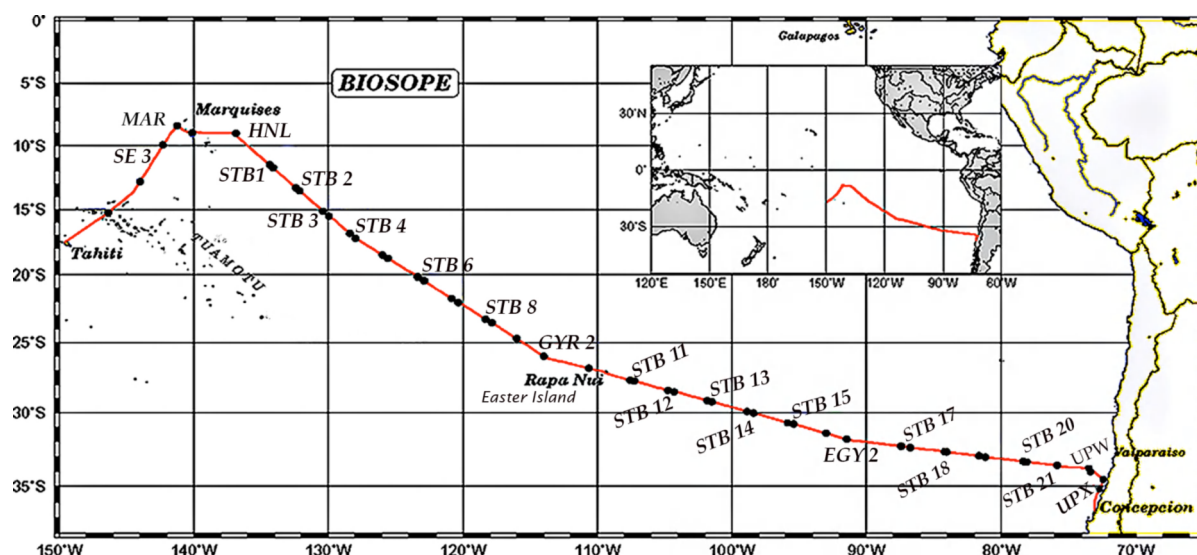 0°
5°S
10°S
15°S
20°S
25°S
30°S
35°S
150°W
140°W
130°W
120°W
110°W
100°W
90°W
80°W
70°W
BIOSOPE
Galapagos
MAR
Marquises
HNL
SE 3
STB1
STB 2
STB 3
STB 4
Tahiti
TUAMOTU
STB 6
STB 8
GYR 2
Rapa Nui
Easter Island
STB 11
STB 12
STB 13
STB 14
STB 15
EGY 2
STB 17
STB 18
STB 20
STB 21
UPW
Valparaiso
UPX
Concepcion
30°N
0°
30°S
120°E
150°E
180°
150°W
120°W
90°W
60°W